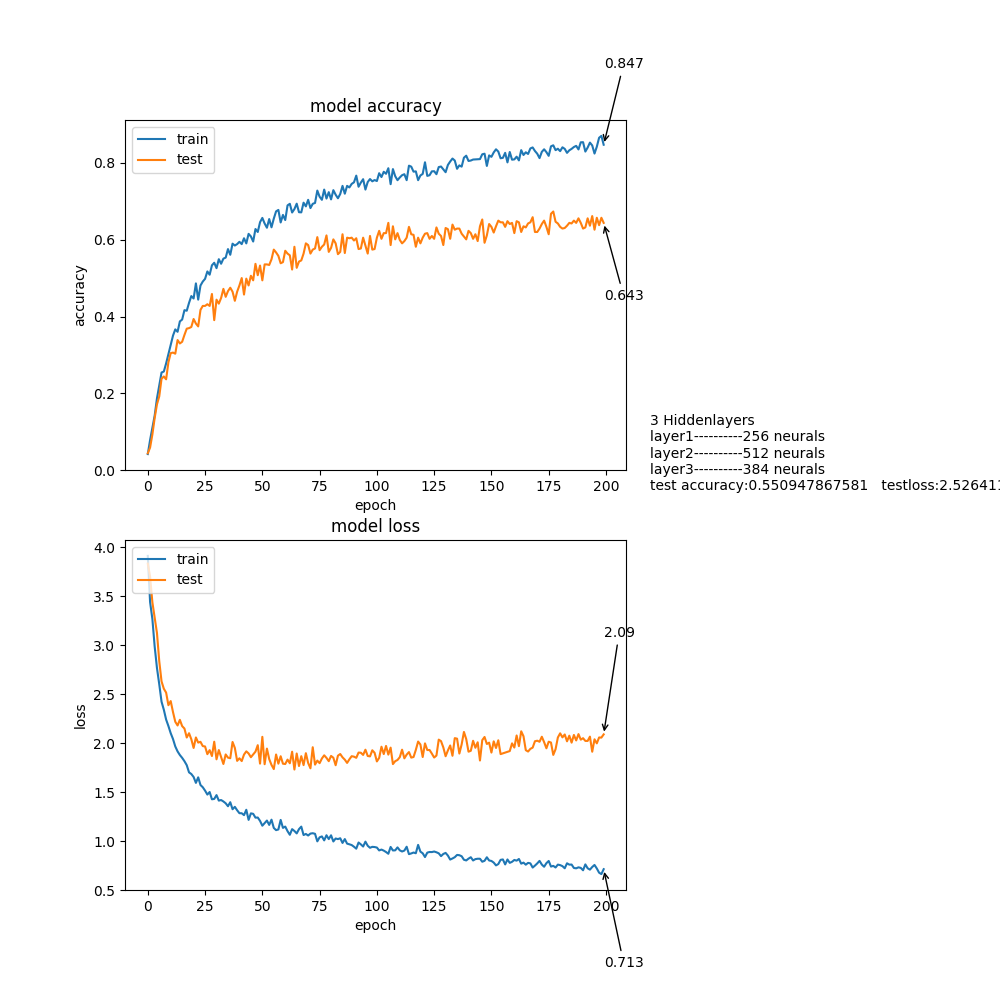 0.847
model accuracy
train
test
0.8
0.6
0.4
0.2
0.0
accuracy
0.643
0 25 50 75 100 125 150 175 200
epoch
3 Hiddenlayers
layer1----------256 neurals
layer2----------512 neurals
layer3----------384 neurals
test accuracy:0.550947867581 testloss:2.526411
model loss
train
test
4.0
3.5
3.0
2.5
2.0
1.5
1.0
0.5
loss
2.09
0 25 50 75 100 125 150 175 200
epoch
0.713